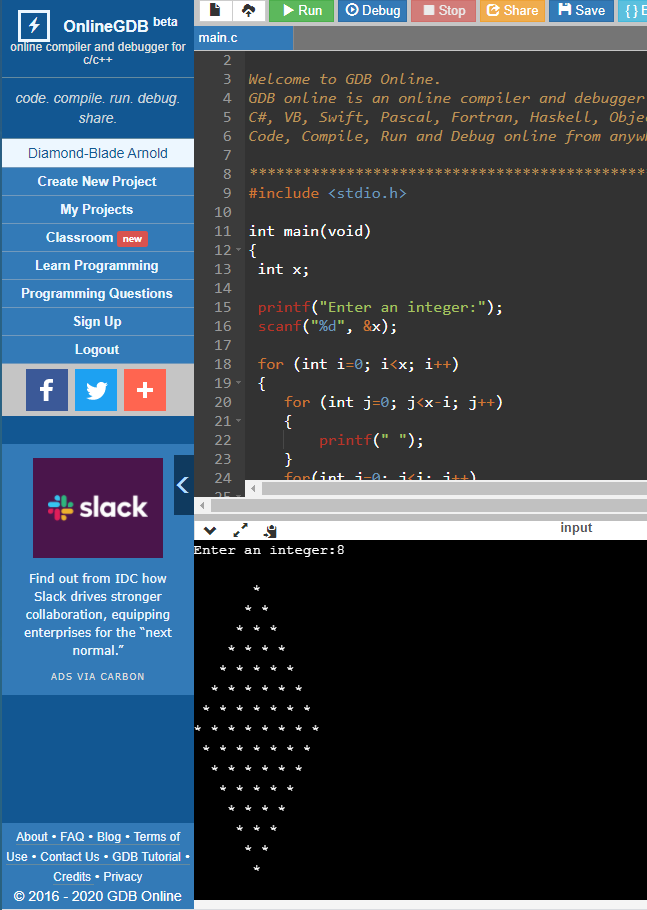 OnlineGDB beta
online compiler and debugger for
c/c++
code. compile. run. debug.
share.
Diamond-Blade Arnold
Create New Project
My Projects
Classroom new
Learn Programming
Programming Questions
Sign Up
Logout
slack
Find out from IDC how
Slack drives stronger
collaboration, equipping
enterprises for the “next
normal.”
ADS VIA CARBON
About • FAQ • Blog • Terms of
Use • Contact Us • GDB Tutorial •
Credits • Privacy
© 2016 - 2020 GDB Online
Run Debug Stop Share Save { }
main.c
2
3 Welcome to GDB Online.
4 GDB online is an online compiler and debugger
5 C#, VB, Swift, Pascal, Fortran, Haskell, Objec
6 Code, Compile, Run and Debug online from anywh
7
8 *********************************************
9 #include <stdio.h>
10
11 int main(void)
12 {
13 int x;
14
15 printf("Enter an integer:");
16 scanf("%d", &x);
17
18 for (int i=0; i<x; i++)
19 {
20 for (int j=0; j<x-i; j++)
21 {
22 printf(" ");
23 }
24 for(int j=0; j<i; j++)
25
input
Enter an integer:8
*
* *
* * *
* * * *
* * * * *
* * * * * *
* * * * * * *
* * * * * * * *
* * * * * * *
* * * * * *
* * * * *
* * * *
* * *
* *
*